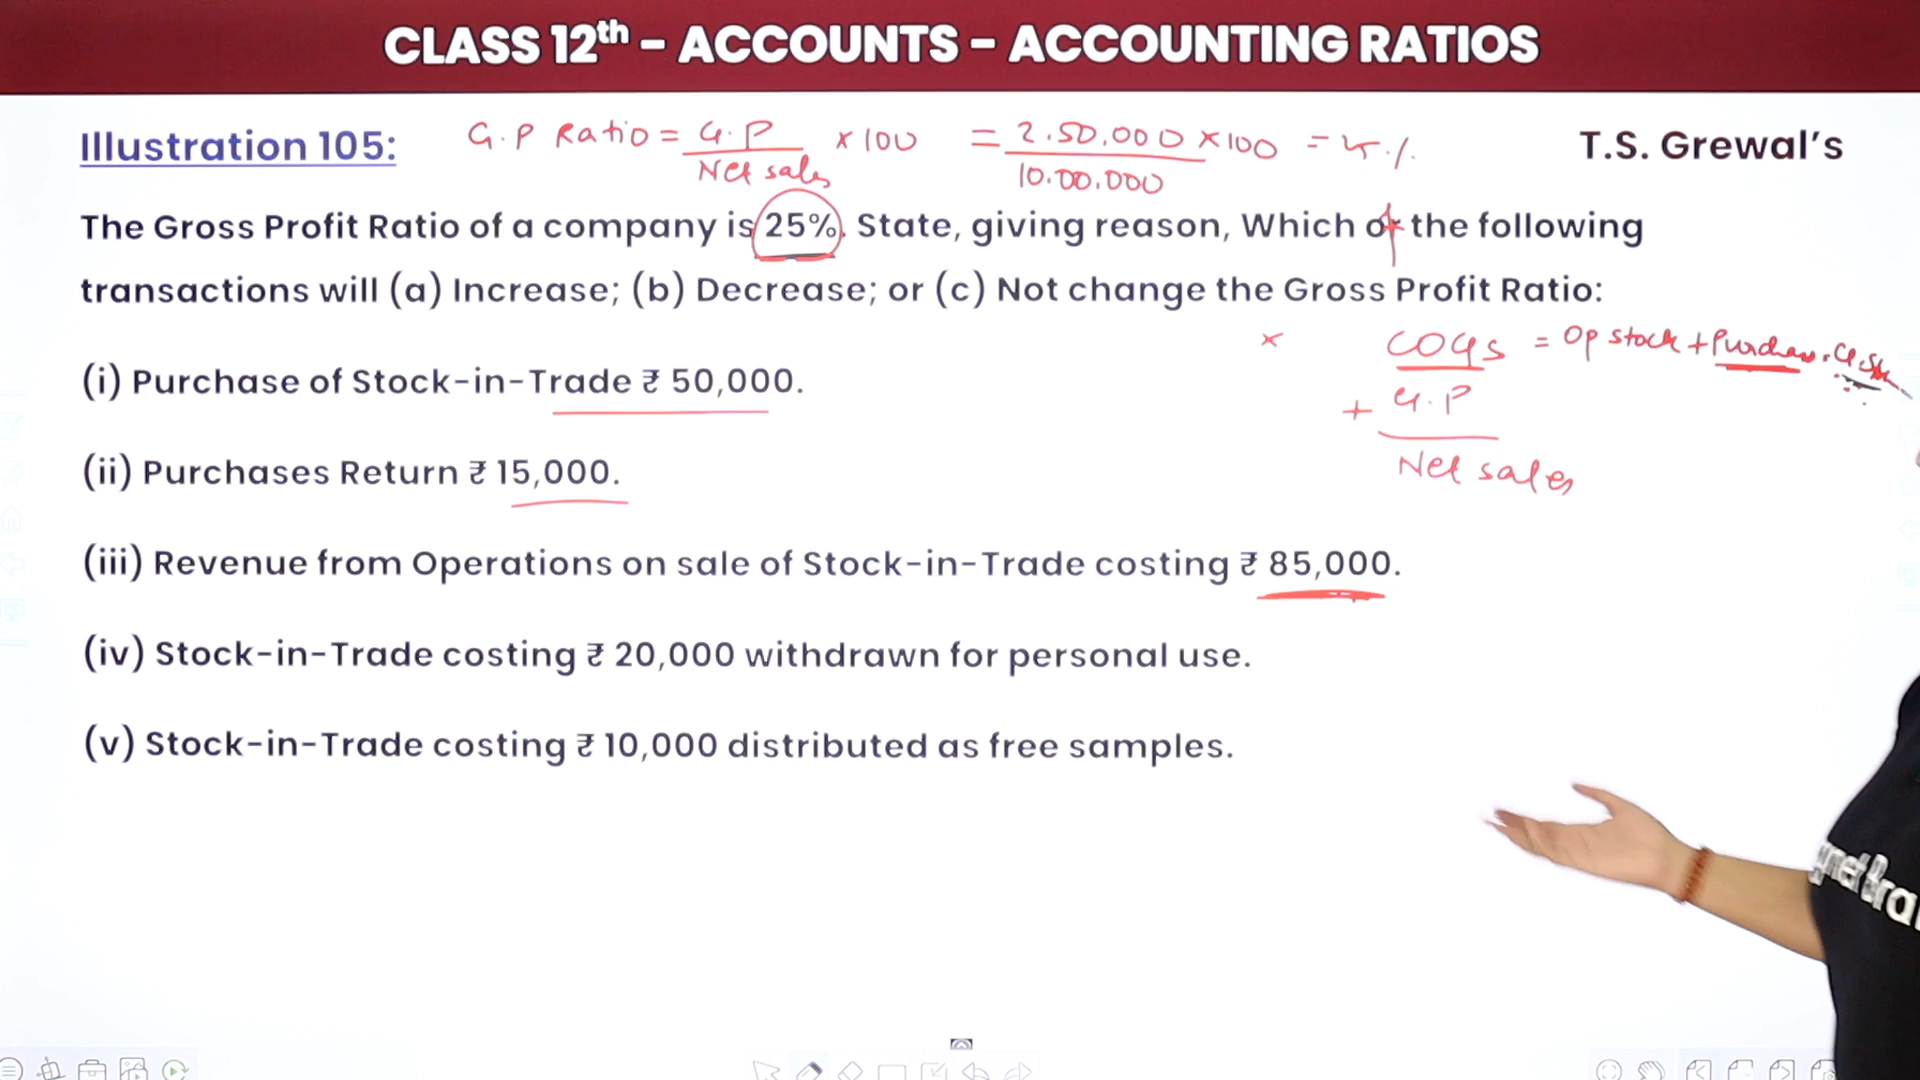 CLASS 12th – ACCOUNTS – ACCOUNTING RATIOS
Illustration 105:
G.P Ratio = G.P / Net sales × 100 = 2.50.000 × 100 / 10.00.000
T.S. Grewal's
The Gross Profit Ratio of a company is 25%. State, giving reason, Which of the following
transactions will (a) Increase; (b) Decrease; or (c) Not change the Gross Profit Ratio:
× COGS = Op stock + Purchase
(i) Purchase of Stock-in-Trade ₹ 50,000.
+ G.P
(ii) Purchases Return ₹ 15,000.
Net sales
(iii) Revenue from Operations on sale of Stock-in-Trade costing ₹ 85,000.
(iv) Stock-in-Trade costing ₹ 20,000 withdrawn for personal use.
(v) Stock-in-Trade costing ₹ 10,000 distributed as free samples.